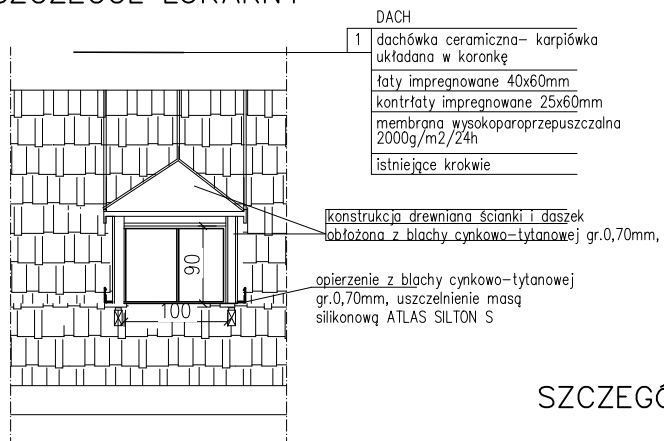 DACH
1 dachówka ceramiczna– karpiówka
układana w koronkę
łaty impregnowane 40x60mm
kontrłaty impregnowane 25x60mm
membrana wysokoparoprzepuszczalna
2000g/m2/24h
istniejące krokwie
konstrukcja drewniana ścianki i daszek
obłożona z blachy cynkowo–tytanowej gr.0,70mm,
90
100
opierzenie z blachy cynkowo–tytanowej
gr.0,70mm, uszczelnienie masą
silikonową ATLAS SILTON S
SZCZEGÓ